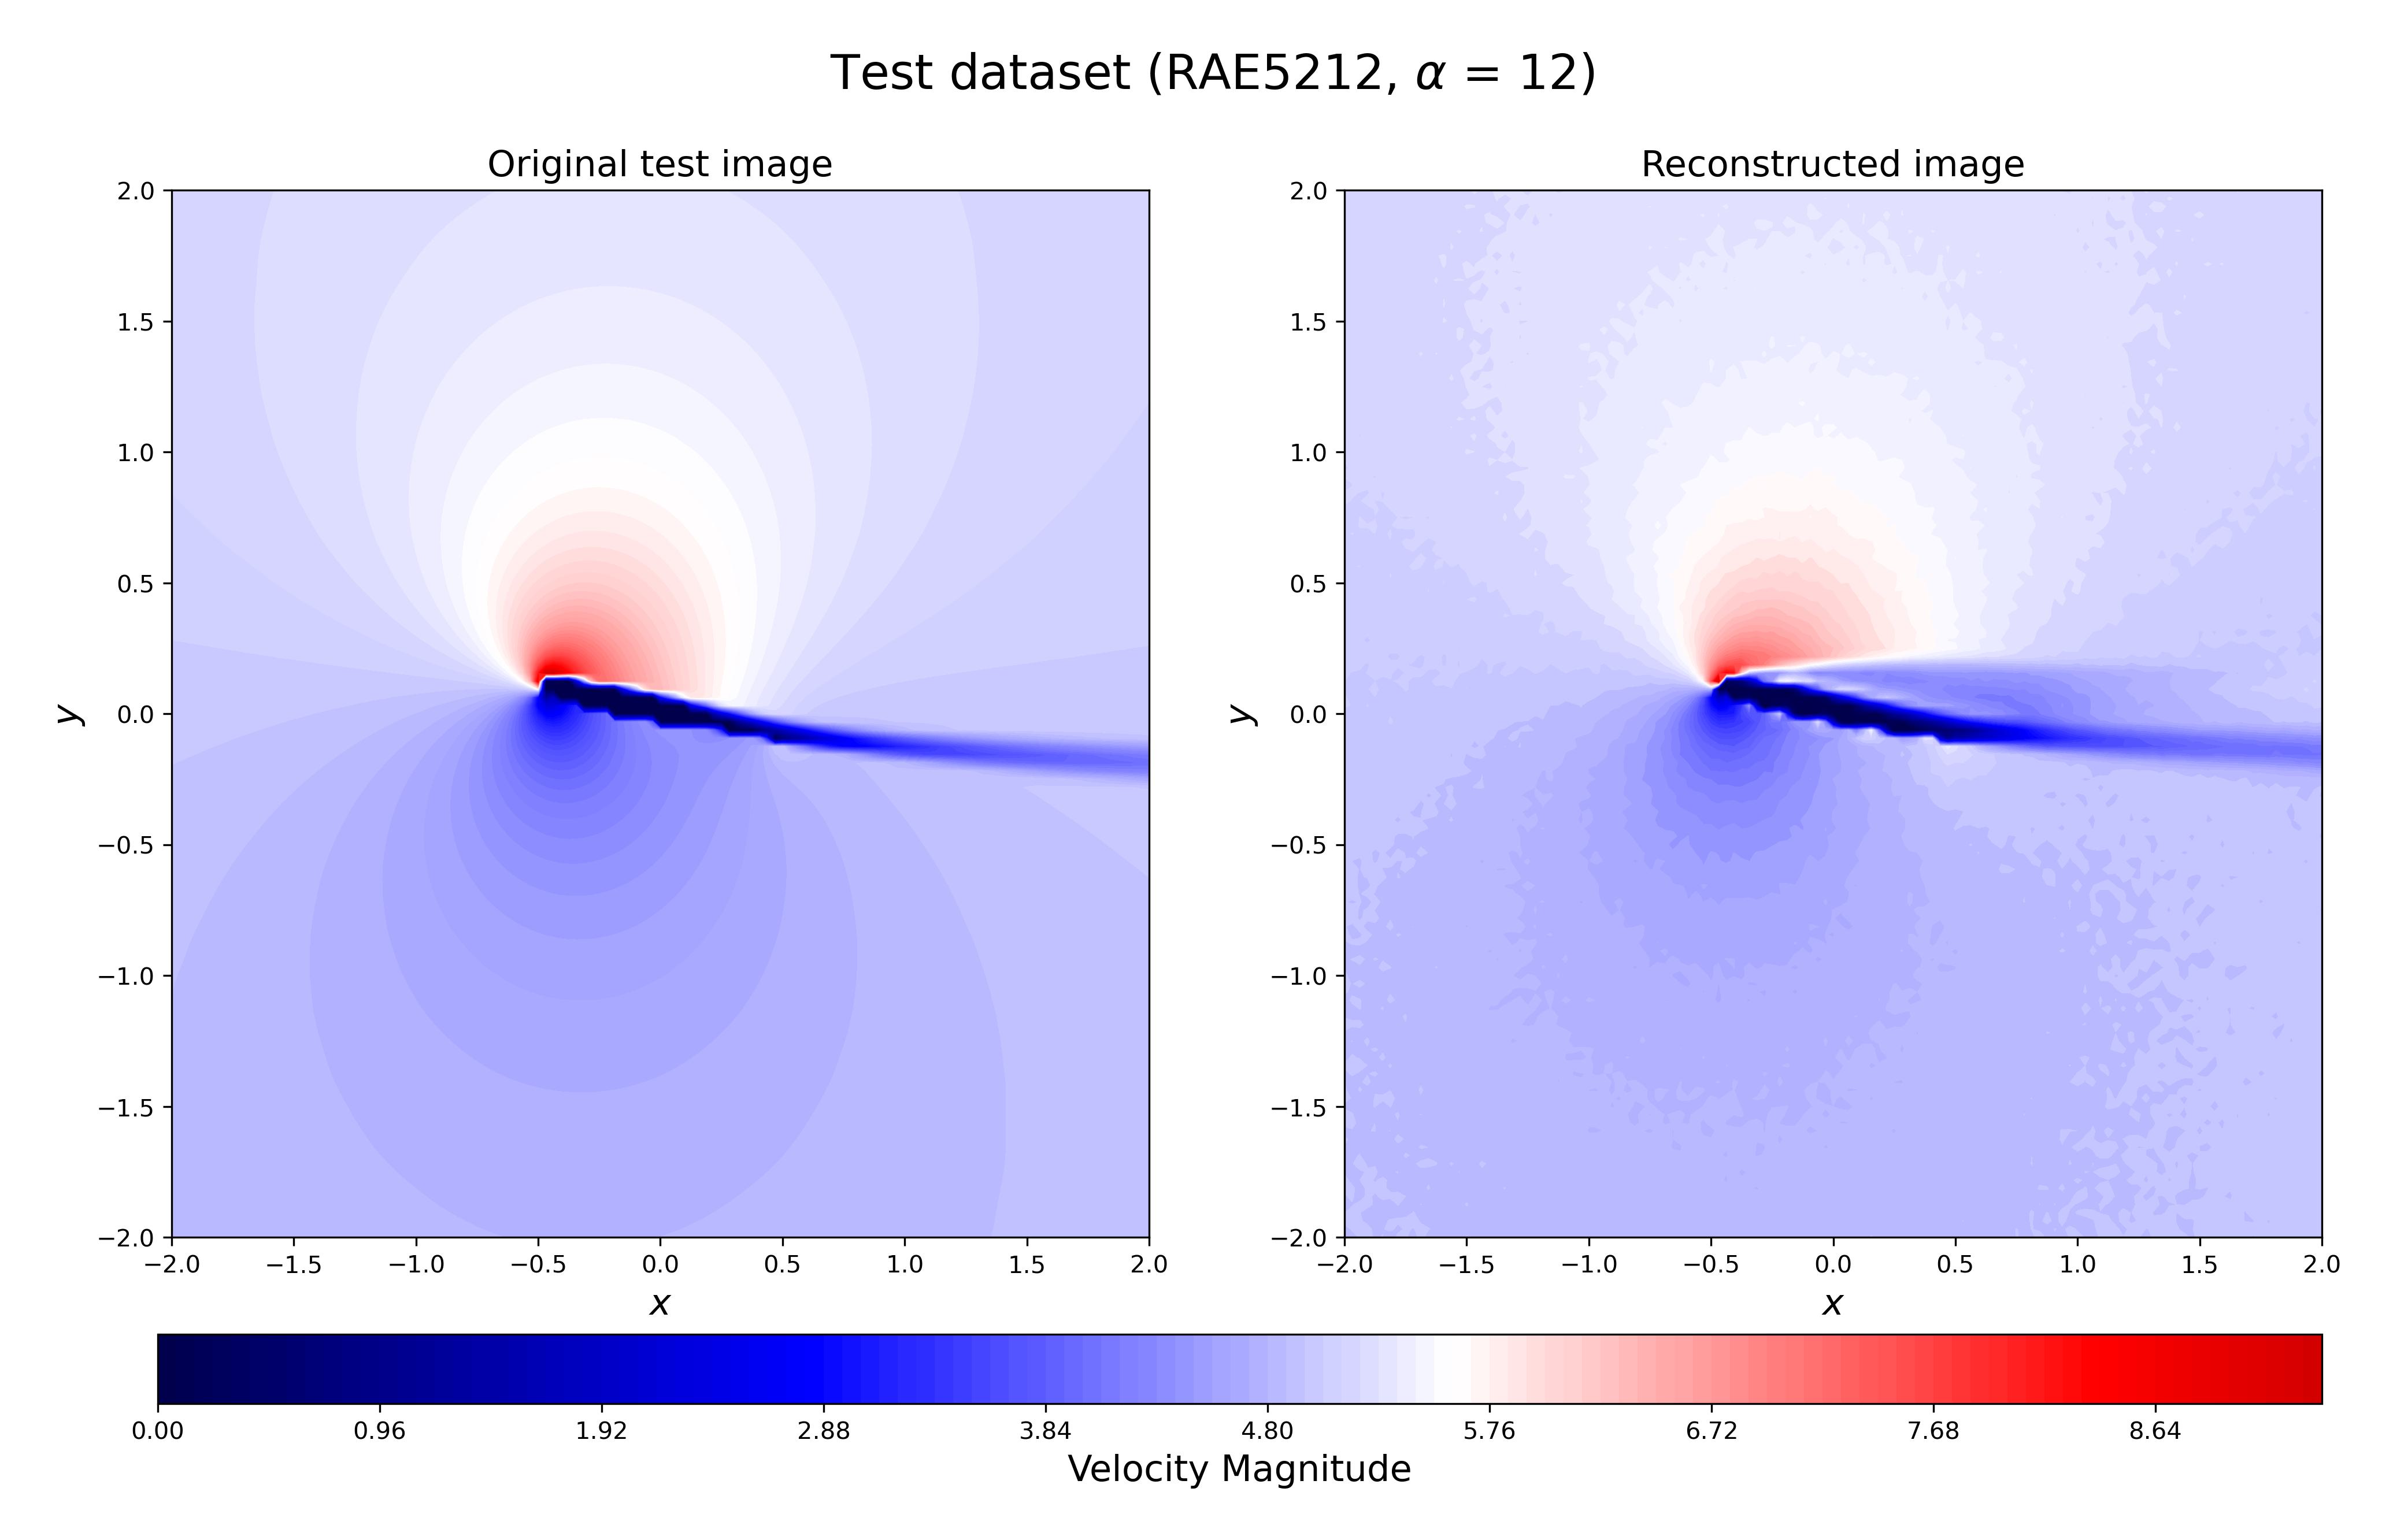 Test dataset (RAE5212, α = 12)
Original test image
Reconstructed image
2.0
1.5
1.0
0.5
0.0
−0.5
−1.0
−1.5
−2.0
y
−2.0 −1.5 −1.0 −0.5 0.0 0.5 1.0 1.5 2.0
x
2.0
1.5
1.0
0.5
0.0
−0.5
−1.0
−1.5
−2.0
y
−2.0 −1.5 −1.0 −0.5 0.0 0.5 1.0 1.5 2.0
x
0.00 0.96 1.92 2.88 3.84 4.80 5.76 6.72 7.68 8.64
Velocity Magnitude